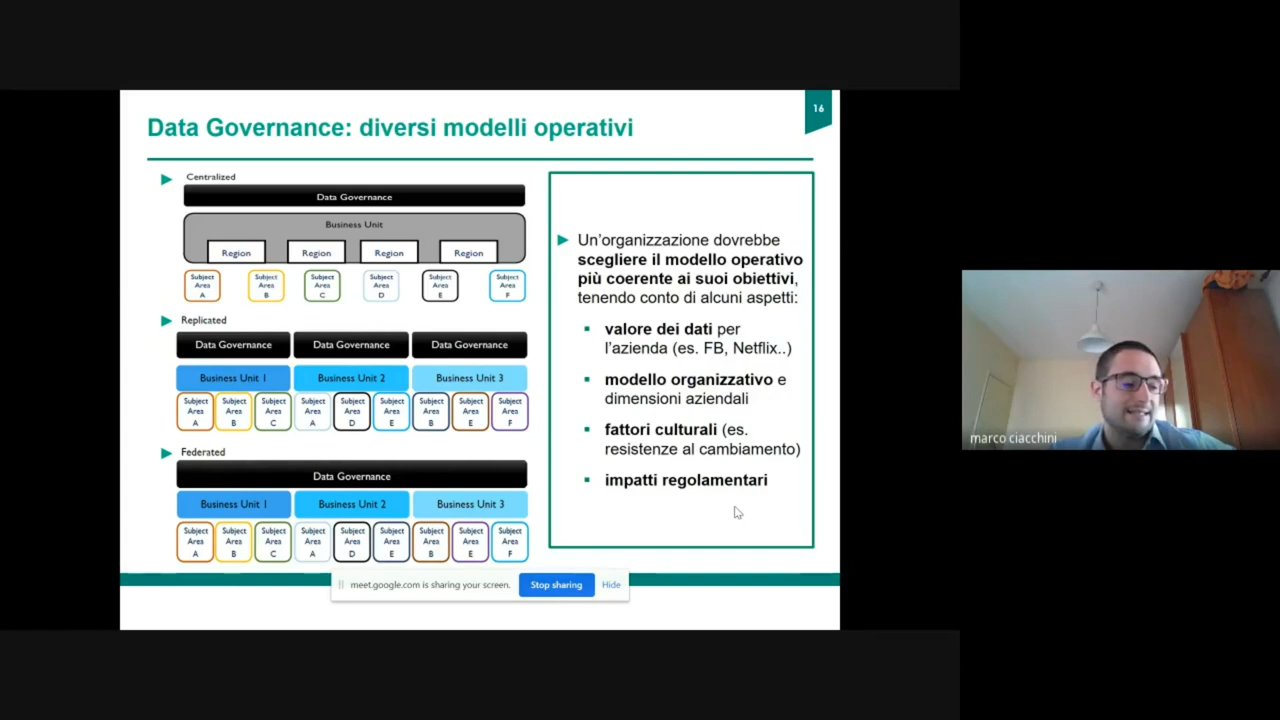 16
Data Governance: diversi modelli operativi
Centralized
Data Governance
Business Unit
Region Region Region Region
Subject Subject Subject Subject Subject Subject
Area Area Area Area Area Area
A B C D E F
Replicated
Data Governance Data Governance Data Governance
Business Unit 1 Business Unit 2 Business Unit 3
Subject Subject Subject Subject Subject Subject Subject Subject Subject
Area Area Area Area Area Area Area Area Area
A B C A D E B E F
Federated
Data Governance
Business Unit 1 Business Unit 2 Business Unit 3
Subject Subject Subject Subject Subject Subject Subject Subject Subject
Area Area Area Area Area Area Area Area Area
A B C A D E B E F
Un'organizzazione dovrebbe
scegliere il modello operativo
più coerente ai suoi obiettivi,
tenendo conto di alcuni aspetti:
valore dei dati per
l'azienda (es. FB, Netflix..)
modello organizzativo e
dimensioni aziendali
fattori culturali (es.
resistenze al cambiamento)
impatti regolamentari
meet.google.com is sharing your screen. Stop sharing Hide
marco ciacchini